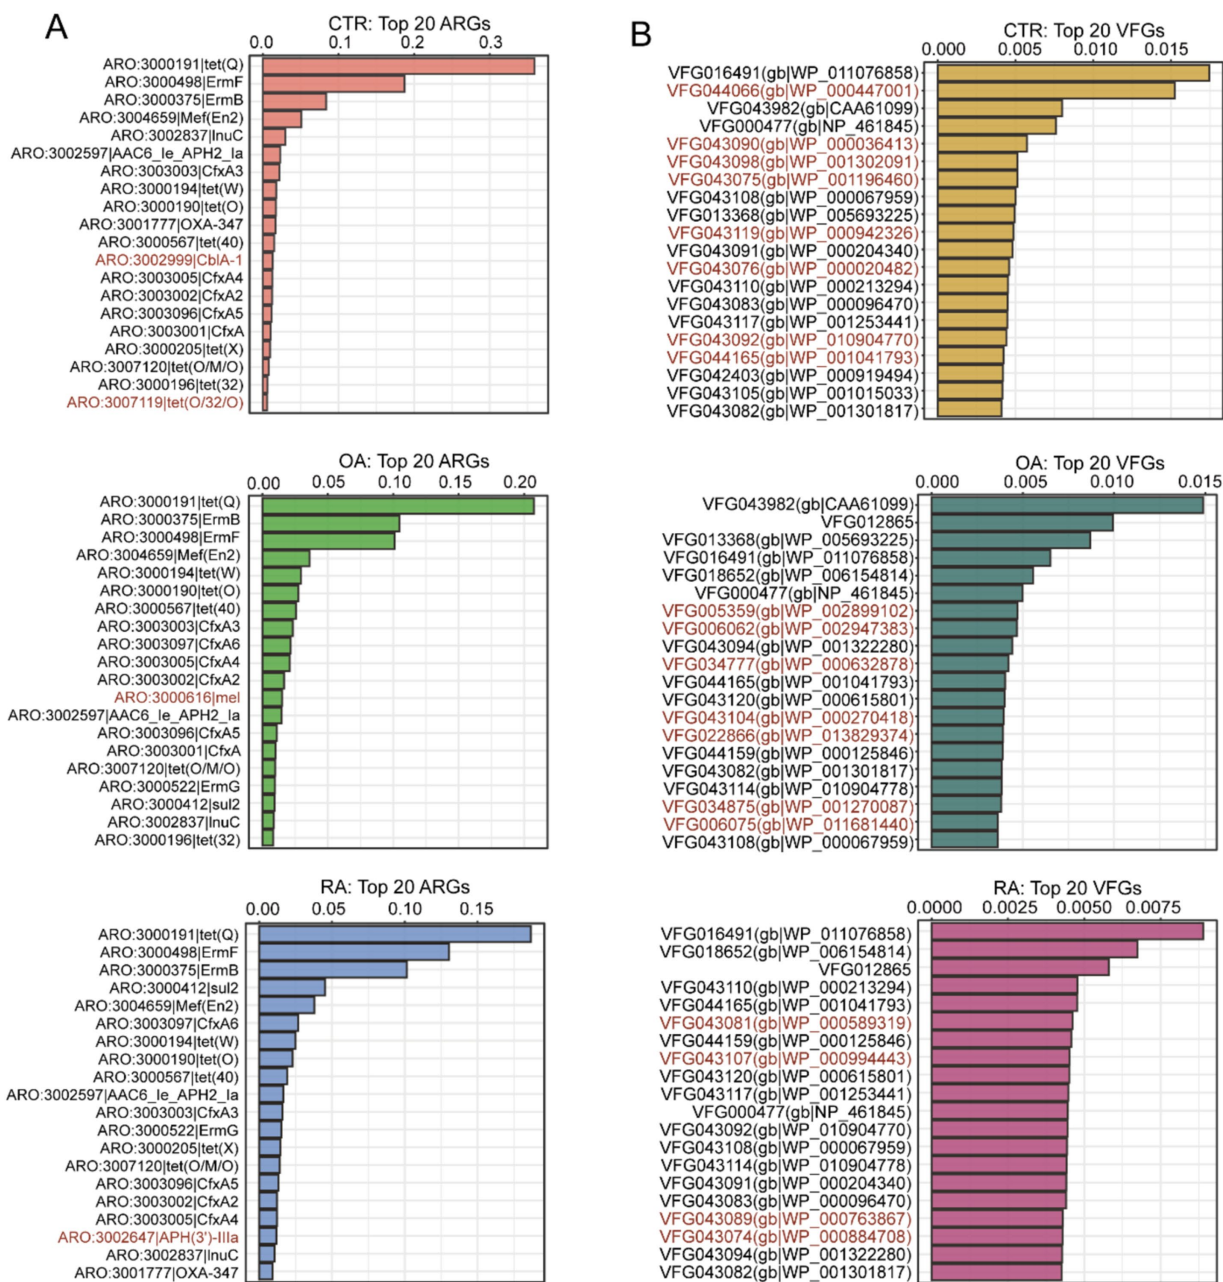 A
CTR: Top 20 ARGs
0.0 0.1 0.2 0.3
ARO:3000191|tet(Q)
ARO:3000498|ErmF
ARO:3000375|ErmB
ARO:3004659|Mef(En2)
ARO:3002837|lnuC
ARO:3002597|AAC6_Ie_APH2_Ia
ARO:3003003|CfxA3
ARO:3000194|tet(W)
ARO:3000190|tet(O)
ARO:3001777|OXA-347
ARO:3000567|tet(40)
ARO:3002999|CblA-1
ARO:3003005|CfxA4
ARO:3003002|CfxA2
ARO:3003096|CfxA5
ARO:3003001|CfxA
ARO:3000205|tet(X)
ARO:3007120|tet(O/M/O)
ARO:3000196|tet(32)
ARO:3007119|tet(O/32/O)
OA: Top 20 ARGs
0.00 0.05 0.10 0.15 0.20
ARO:3000191|tet(Q)
ARO:3000375|ErmB
ARO:3000498|ErmF
ARO:3004659|Mef(En2)
ARO:3000194|tet(W)
ARO:3000190|tet(O)
ARO:3000567|tet(40)
ARO:3003003|CfxA3
ARO:3003097|CfxA6
ARO:3003005|CfxA4
ARO:3003002|CfxA2
ARO:3000616|mel
ARO:3002597|AAC6_Ie_APH2_Ia
ARO:3003096|CfxA5
ARO:3003001|CfxA
ARO:3007120|tet(O/M/O)
ARO:3000522|ErmG
ARO:3000412|sul2
ARO:3002837|lnuC
ARO:3000196|tet(32)
RA: Top 20 ARGs
0.00 0.05 0.10 0.15
ARO:3000191|tet(Q)
ARO:3000498|ErmF
ARO:3000375|ErmB
ARO:3000412|sul2
ARO:3004659|Mef(En2)
ARO:3003097|CfxA6
ARO:3000194|tet(W)
ARO:3000190|tet(O)
ARO:3000567|tet(40)
ARO:3002597|AAC6_Ie_APH2_Ia
ARO:3003003|CfxA3
ARO:3000522|ErmG
ARO:3000205|tet(X)
ARO:3007120|tet(O/M/O)
ARO:3003096|CfxA5
ARO:3003002|CfxA2
ARO:3003005|CfxA4
ARO:3002647|APH(3')-IIIa
ARO:3002837|lnuC
ARO:3001777|OXA-347
B
CTR: Top 20 VFGs
0.000 0.005 0.010 0.015
VFG016491(gb|WP_011076858)
VFG044066(gb|WP_000447001)
VFG043982(gb|CAA61099)
VFG000477(gb|NP_461845)
VFG043090(gb|WP_000036413)
VFG043098(gb|WP_001302091)
VFG043075(gb|WP_001196460)
VFG043108(gb|WP_000067959)
VFG013368(gb|WP_005693225)
VFG043119(gb|WP_000942326)
VFG043091(gb|WP_000204340)
VFG043076(gb|WP_000020482)
VFG043110(gb|WP_000213294)
VFG043083(gb|WP_000096470)
VFG043117(gb|WP_001253441)
VFG043092(gb|WP_010904770)
VFG044165(gb|WP_001041793)
VFG042403(gb|WP_000919494)
VFG043105(gb|WP_001015033)
VFG043082(gb|WP_001301817)
OA: Top 20 VFGs
0.000 0.005 0.010 0.015
VFG043982(gb|CAA61099)
VFG012865
VFG013368(gb|WP_005693225)
VFG016491(gb|WP_011076858)
VFG018652(gb|WP_006154814)
VFG000477(gb|NP_461845)
VFG005359(gb|WP_002899102)
VFG006062(gb|WP_002947383)
VFG043094(gb|WP_001322280)
VFG034777(gb|WP_000632878)
VFG044165(gb|WP_001041793)
VFG043120(gb|WP_000615801)
VFG043104(gb|WP_000270418)
VFG022866(gb|WP_013829374)
VFG044159(gb|WP_000125846)
VFG043082(gb|WP_001301817)
VFG043114(gb|WP_010904778)
VFG034875(gb|WP_001270087)
VFG006075(gb|WP_011681440)
VFG043108(gb|WP_000067959)
RA: Top 20 VFGs
0.0000 0.0025 0.0050 0.0075
VFG016491(gb|WP_011076858)
VFG018652(gb|WP_006154814)
VFG012865
VFG043110(gb|WP_000213294)
VFG044165(gb|WP_001041793)
VFG043081(gb|WP_000589319)
VFG044159(gb|WP_000125846)
VFG043107(gb|WP_000994443)
VFG043120(gb|WP_000615801)
VFG043117(gb|WP_001253441)
VFG000477(gb|NP_461845)
VFG043092(gb|WP_010904770)
VFG043108(gb|WP_000067959)
VFG043114(gb|WP_010904778)
VFG043091(gb|WP_000204340)
VFG043083(gb|WP_000096470)
VFG043089(gb|WP_000763867)
VFG043074(gb|WP_000884708)
VFG043094(gb|WP_001322280)
VFG043082(gb|WP_001301817)